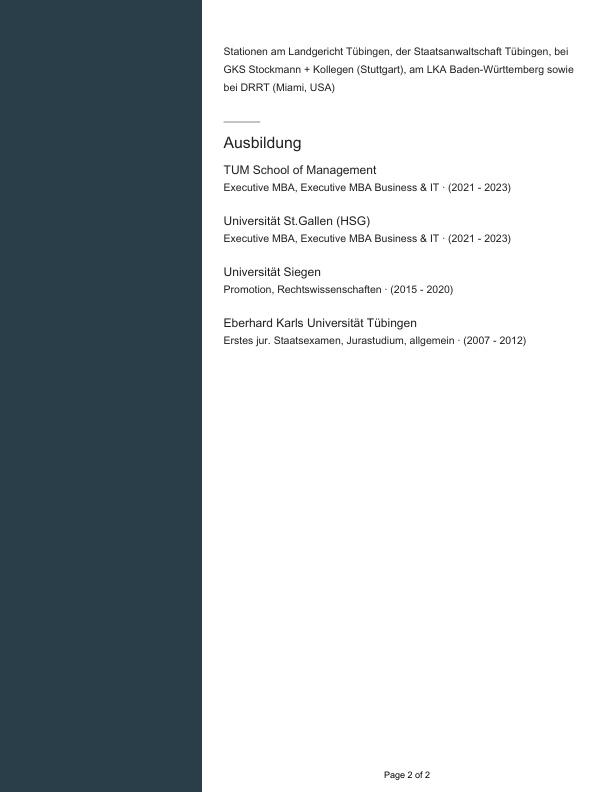 Stationen am Landgericht Tübingen, der Staatsanwaltschaft Tübingen, bei
GKS Stockmann + Kollegen (Stuttgart), am LKA Baden-Württemberg sowie
bei DRRT (Miami, USA)
Ausbildung
TUM School of Management
Executive MBA, Executive MBA Business & IT · (2021 - 2023)
Universität St.Gallen (HSG)
Executive MBA, Executive MBA Business & IT · (2021 - 2023)
Universität Siegen
Promotion, Rechtswissenschaften · (2015 - 2020)
Eberhard Karls Universität Tübingen
Erstes jur. Staatsexamen, Jurastudium, allgemein · (2007 - 2012)
Page 2 of 2